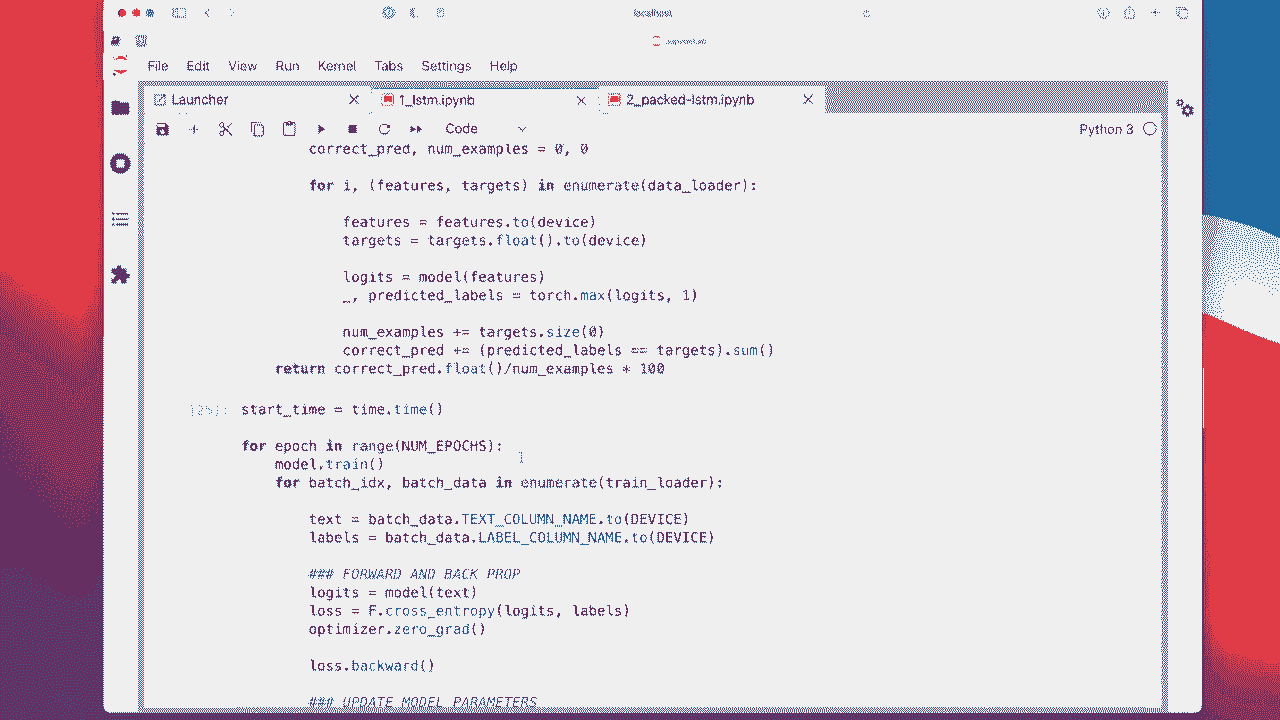 localhost
File Edit View Run Kernel Tabs Settings Help
Launcher 1_lstm.ipynb 2_packed-lstm.ipynb
Code Python 3
correct_pred, num_examples = 0, 0
for i, (features, targets) in enumerate(data_loader):
features = features.to(device)
targets = targets.float().to(device)
logits = model(features)
_, predicted_labels = torch.max(logits, 1)
num_examples += targets.size(0)
correct_pred += (predicted_labels == targets).sum()
return correct_pred.float()/num_examples * 100
[25]: start_time = time.time()
for epoch in range(NUM_EPOCHS):
model.train()
for batch_idx, batch_data in enumerate(train_loader):
text = batch_data.TEXT_COLUMN_NAME.to(DEVICE)
labels = batch_data.LABEL_COLUMN_NAME.to(DEVICE)
### FORWARD AND BACK PROP
logits = model(text)
loss = F.cross_entropy(logits, labels)
optimizer.zero_grad()
loss.backward()
### UPDATE MODEL PARAMETERS